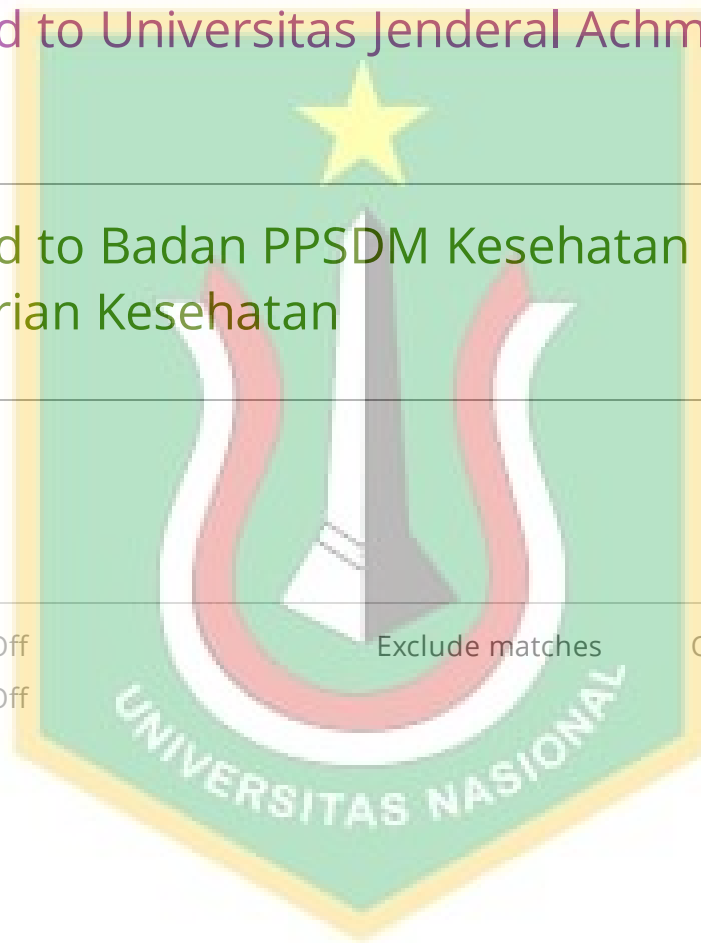 d to Universitas Jenderal Achm
d to Badan PPSDM Kesehatan
rian Kesehatan
Off
Exclude matches
Off
UNIVERSITAS NASIONAL